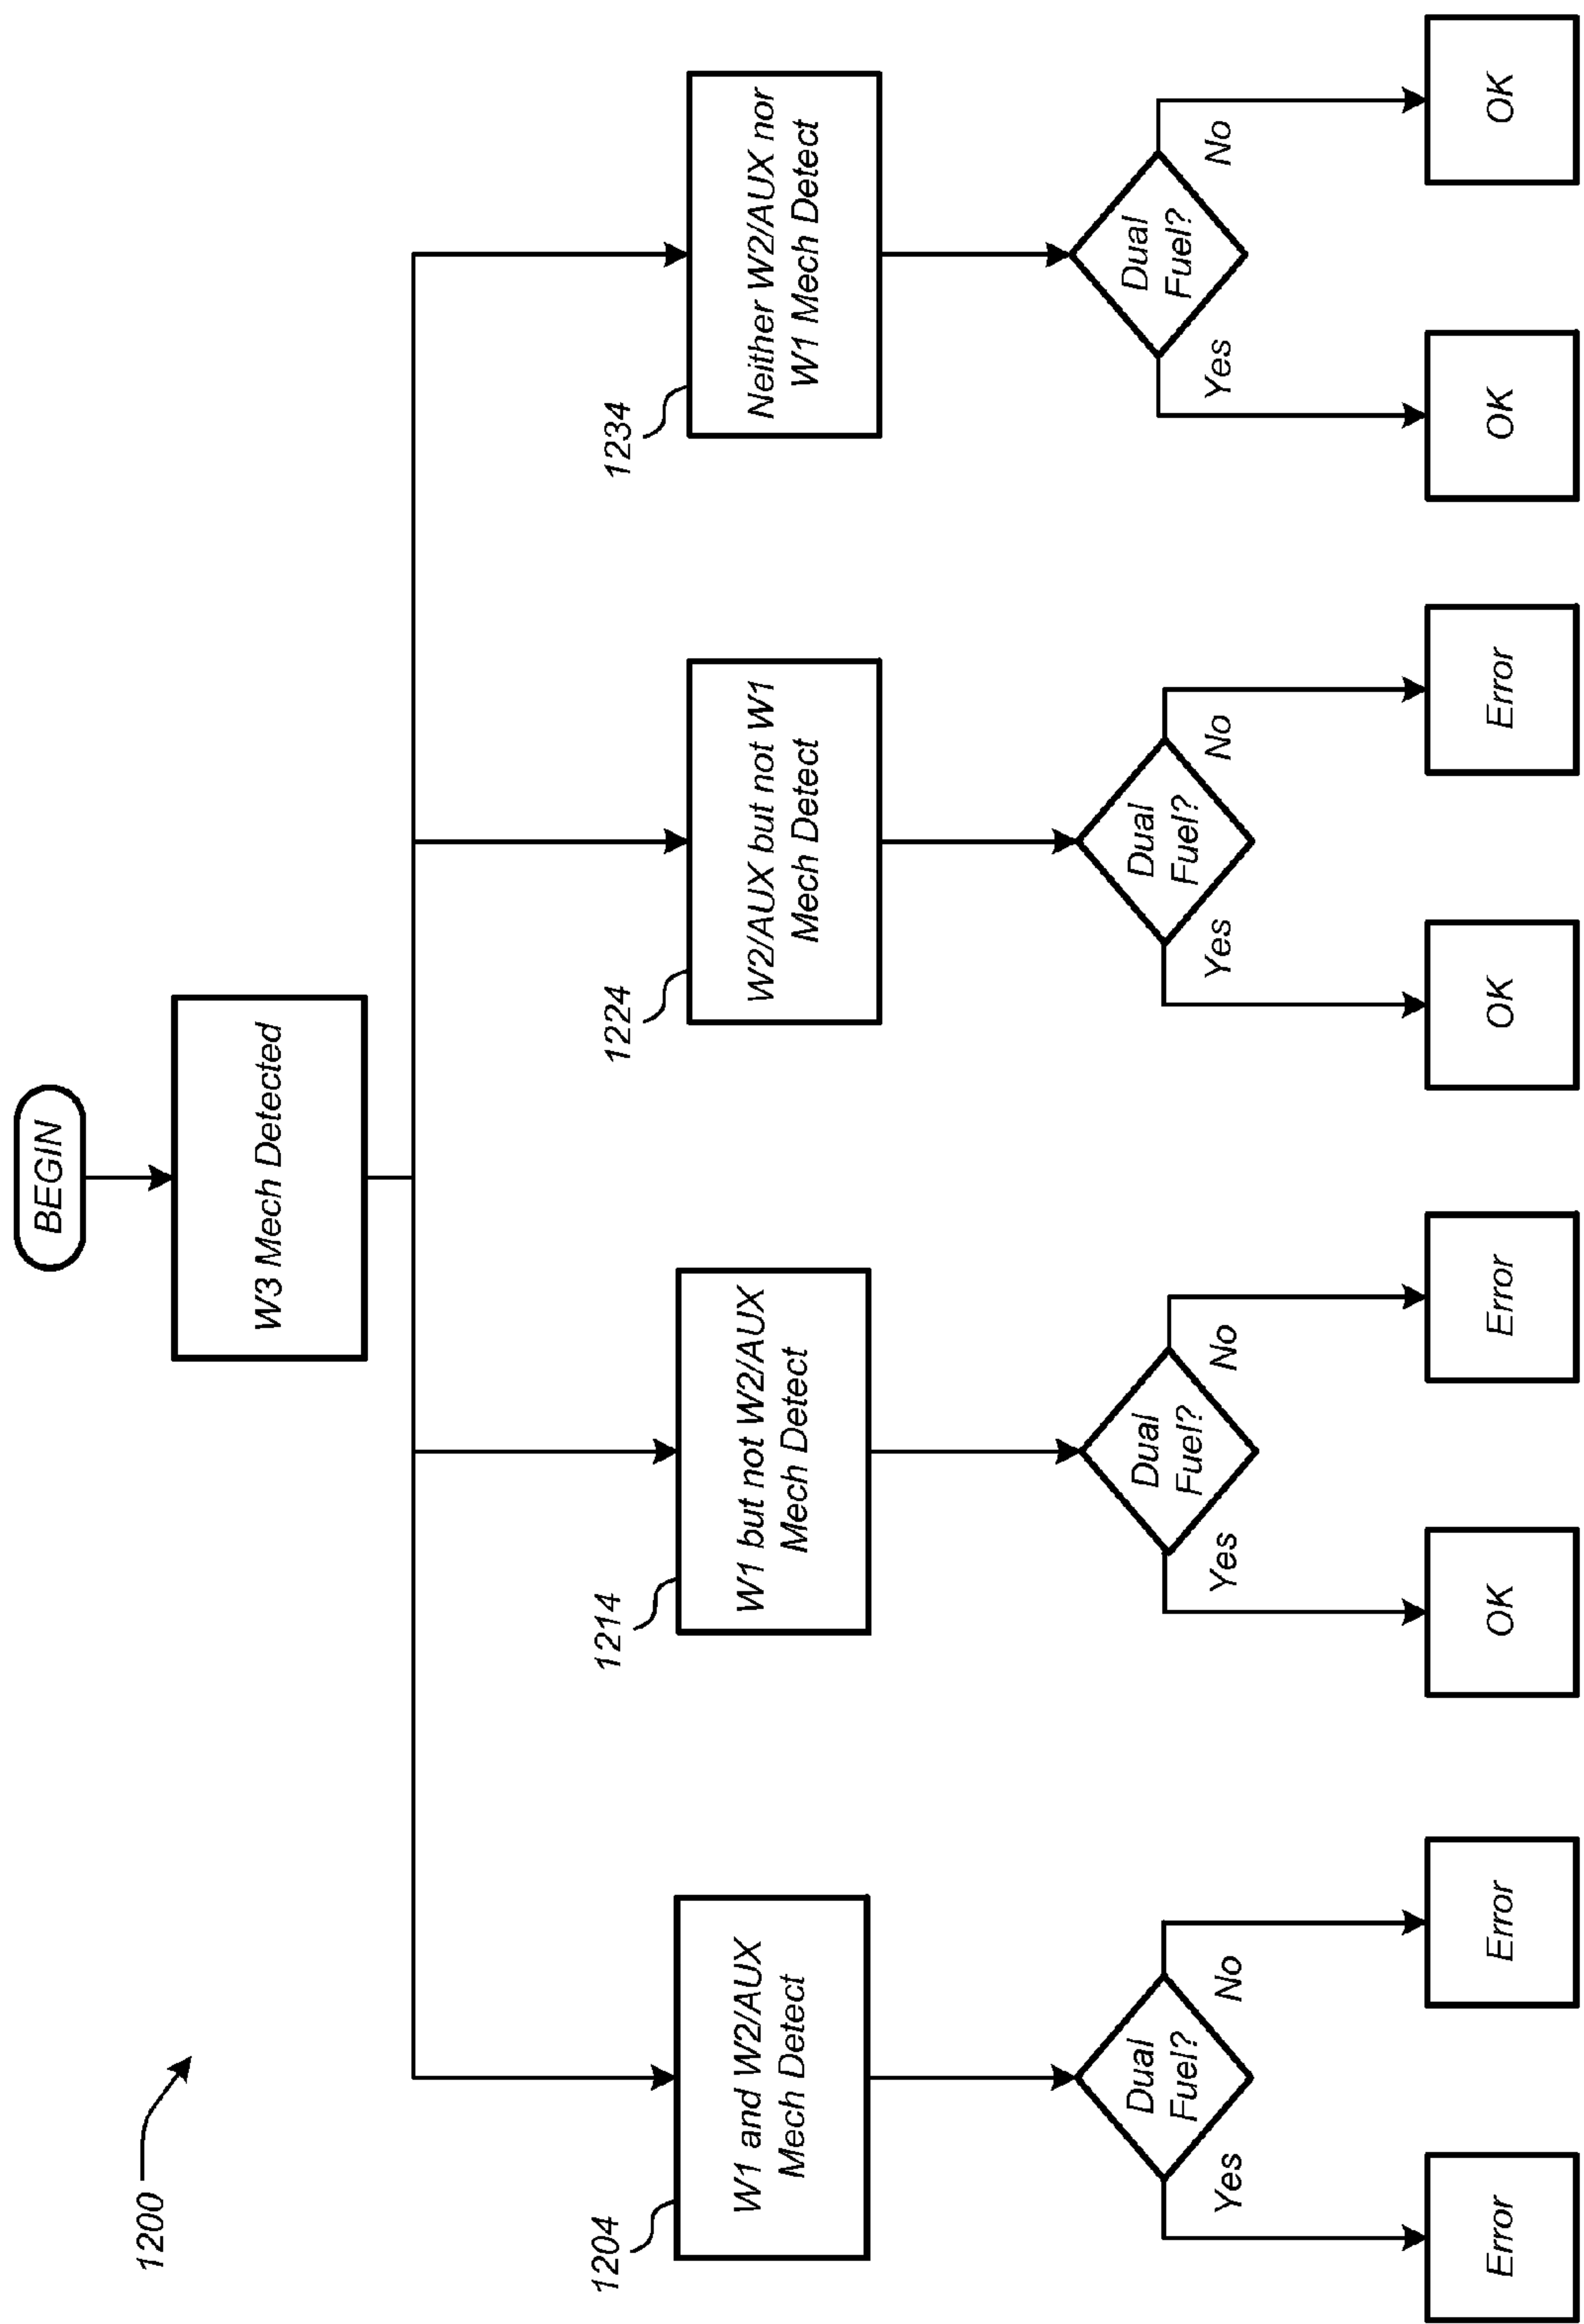 1200
BEGIN
W3 Mech Detected
1204
W1 and W2/AUX
Mech Detect
1214
W1 but not W2/AUX
Mech Detect
1224
W2/AUX but not W1
Mech Detect
1234
Neither W2/AUX nor
W1 Mech Detect
Dual
Fuel?
Yes
No
Dual
Fuel?
Yes
No
Dual
Fuel?
Yes
No
Dual
Fuel?
Yes
No
Error
Error
OK
Error
OK
Error
OK
OK